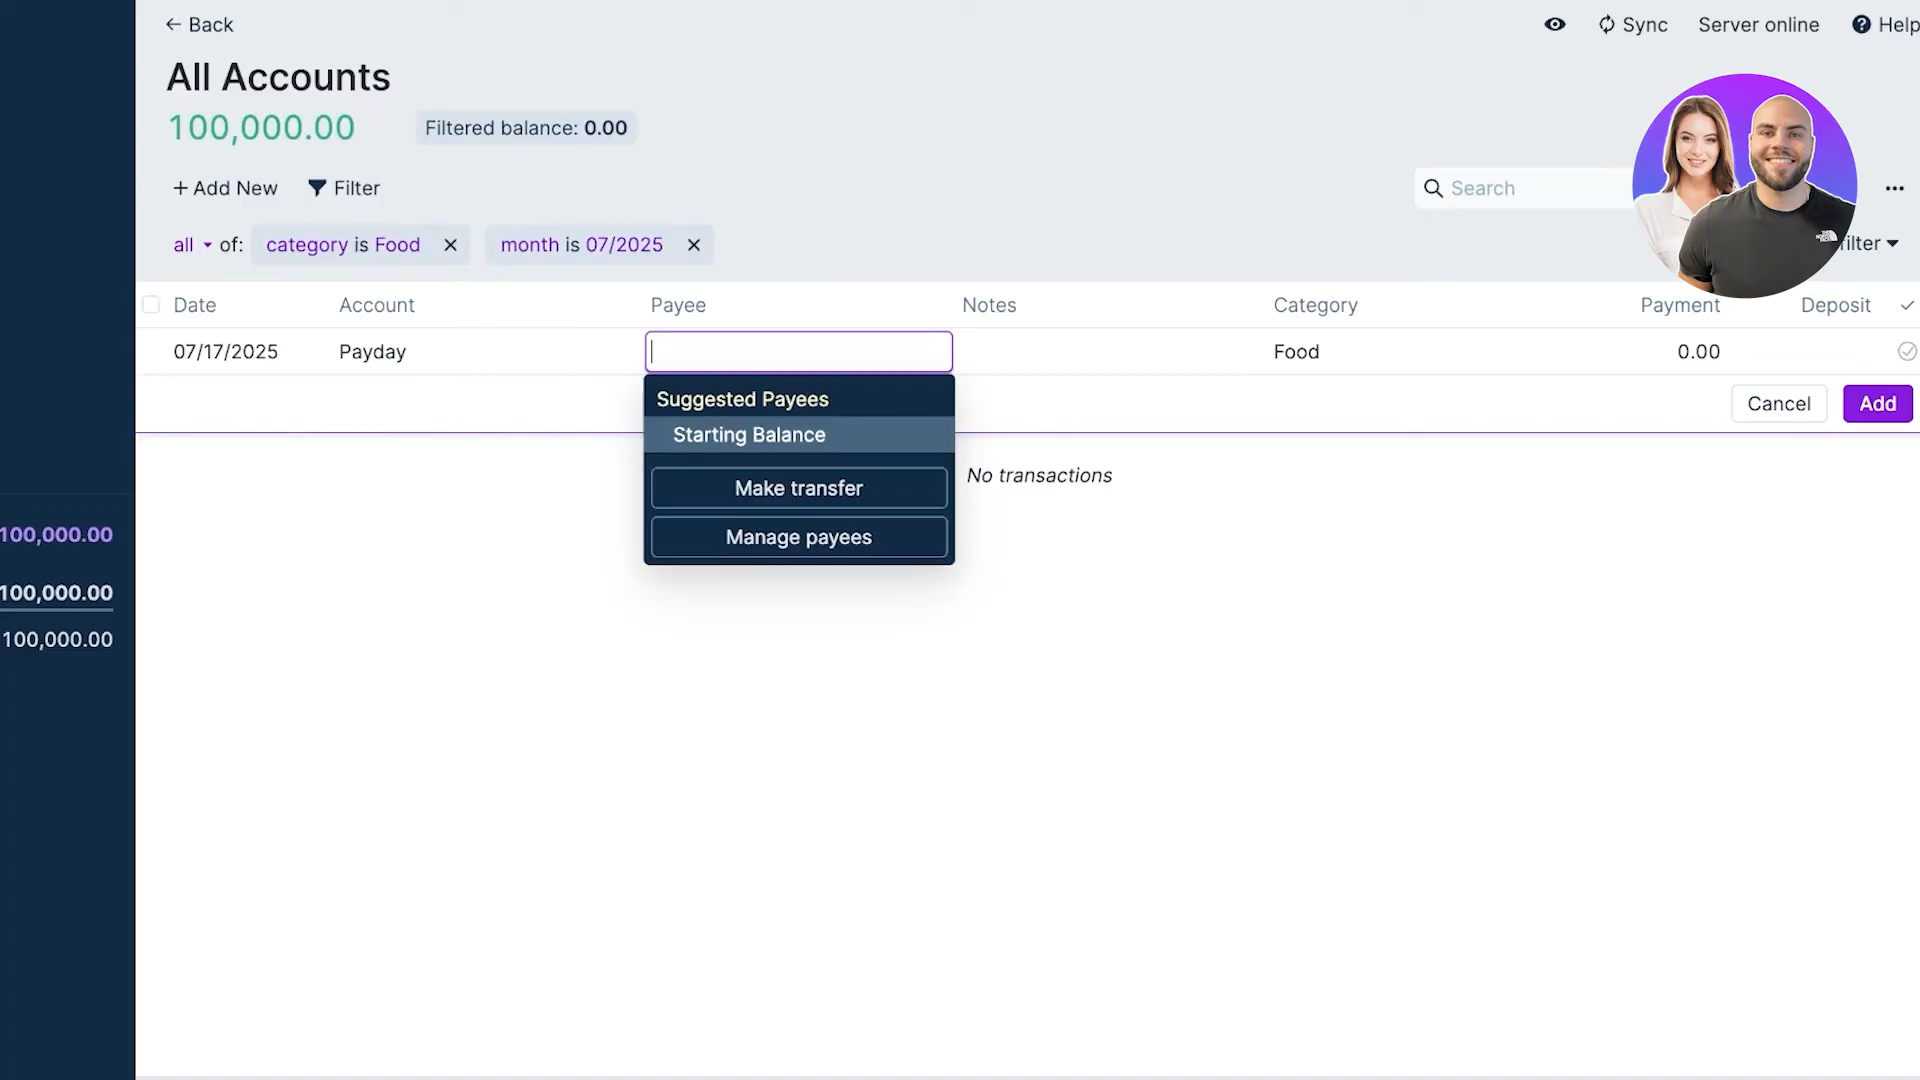 Back
Sync
Server online
Help
All Accounts
100,000.00
Filtered balance: 0.00
+ Add New
Filter
Search
all of:
category is Food
month is 07/2025
filter
Date
Account
Payee
Notes
Category
Payment
Deposit
07/17/2025
Payday
Food
0.00
Suggested Payees
Starting Balance
Make transfer
Manage payees
Cancel
Add
No transactions
100,000.00
100,000.00
100,000.00